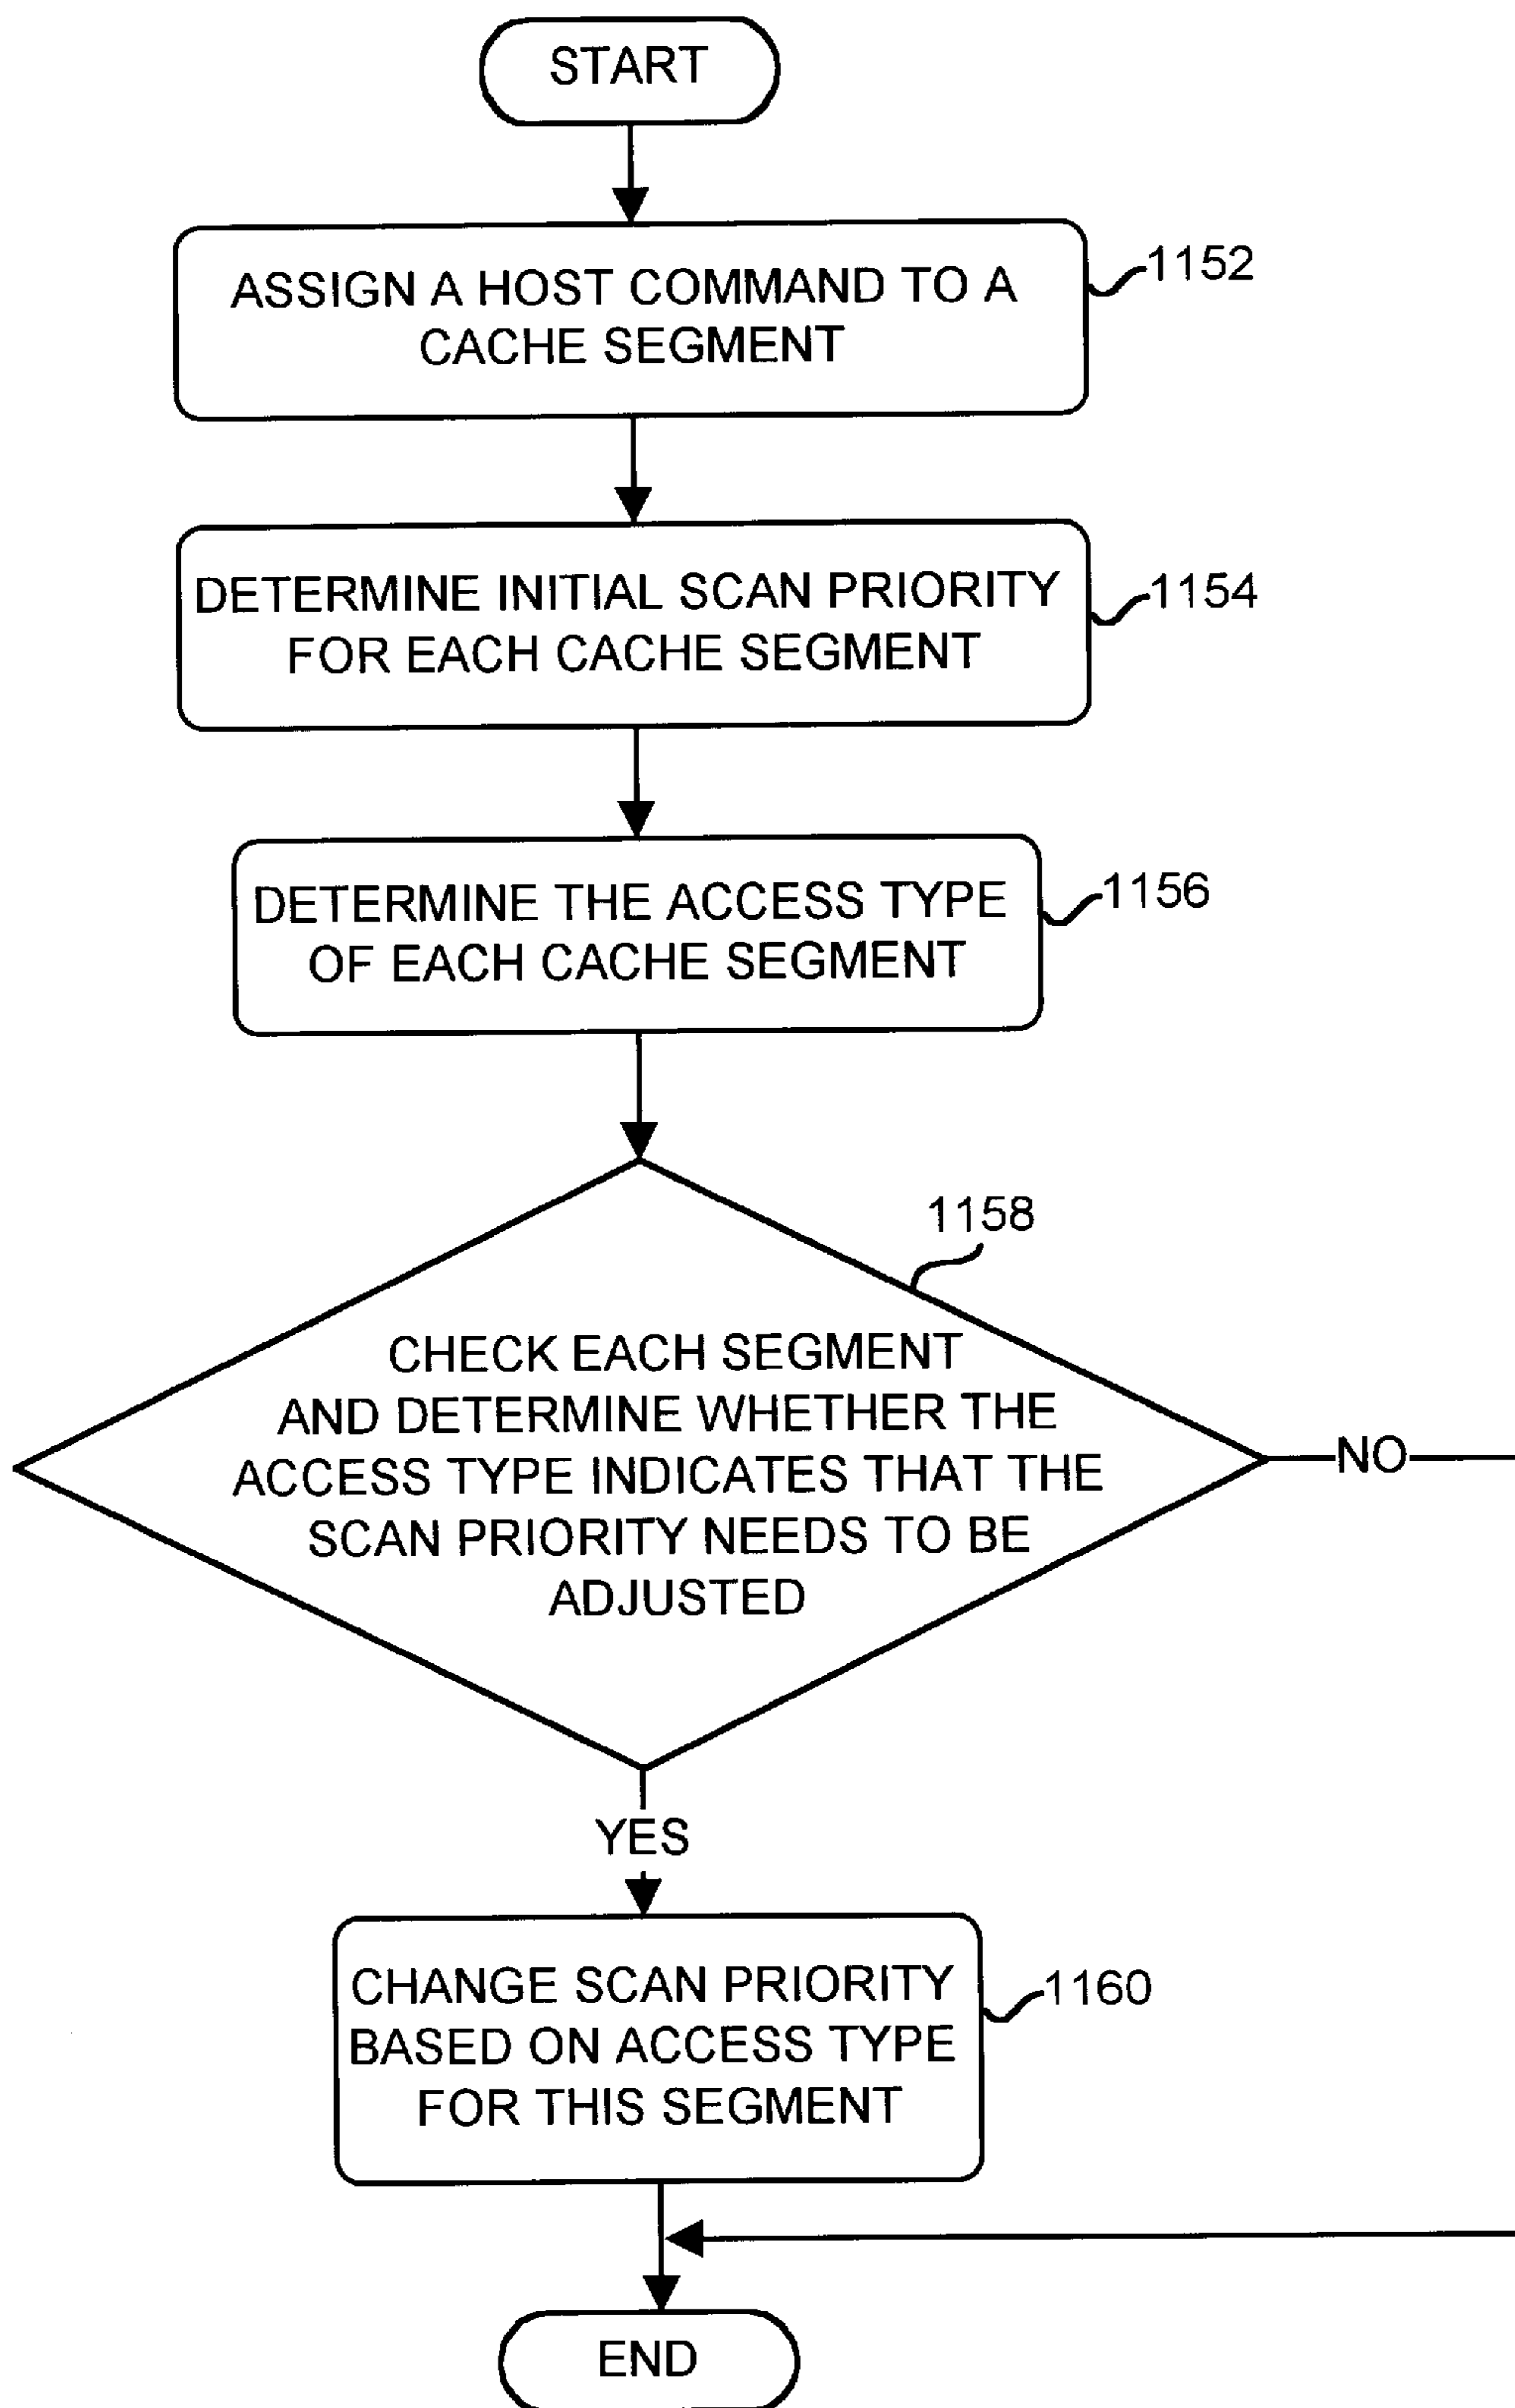 START
ASSIGN A HOST COMMAND TO A
CACHE SEGMENT
1152
DETERMINE INITIAL SCAN PRIORITY
FOR EACH CACHE SEGMENT
1154
DETERMINE THE ACCESS TYPE
OF EACH CACHE SEGMENT
1156
1158
CHECK EACH SEGMENT
AND DETERMINE WHETHER THE
ACCESS TYPE INDICATES THAT THE
SCAN PRIORITY NEEDS TO BE
ADJUSTED
NO
YES
CHANGE SCAN PRIORITY
BASED ON ACCESS TYPE
FOR THIS SEGMENT
1160
END